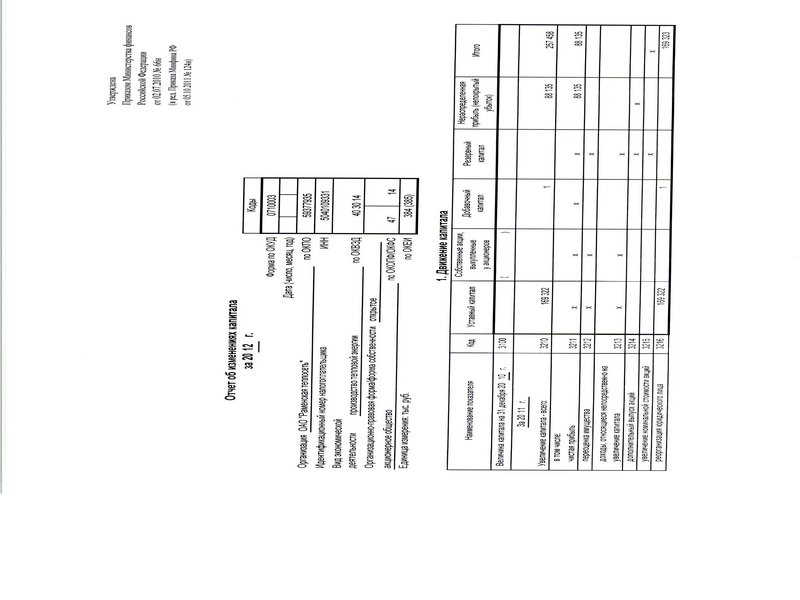 Утверждена
Приказом Министерства финансов
Российской Федерации
от 02.07.2010 № 66н
(в ред. Приказа Минфина РФ
от 05.10.2011 № 124н)
Отчет об изменениях капитала
за 20 12 г.
Коды
Форма по ОКУД 0710003
Дата (число, месяц, год)
Организация ОАО "Раменская теплосеть" по ОКПО 59377935
Идентификационный номер налогоплательщика ИНН 5040109331
Вид экономической
деятельности производство тепловой энергии по ОКВЭД 40 30 14
Организационно-правовая форма/форма собственности открытое
акционерное общество по ОКОПФ/ОКФС 47 14
Единица измерения: тыс. руб. по ОКЕИ 384 (385)
1. Движение капитала
Наименование показателя Код Уставный капитал Собственные акции, выкупленные у акционеров Добавочный капитал Резервный капитал Нераспределенная прибыль (непокрытый убыток) Итого
Величина капитала на 31 декабря 20 10 г. 3100 ( )
За 20 11 г.
Увеличение капитала - всего: 3210 169 322 1 88 135 257 458
в том числе:
чистая прибыль 3211 х х х х 88 135 88 135
переоценка имущества 3212 х х х
доходы, относящиеся непосредственно на
увеличение капитала 3213 х х х
дополнительный выпуск акций 3214 х х
увеличение номинальной стоимости акций 3215 х х
реорганизация юридического лица 3216 169 322 1 169 323